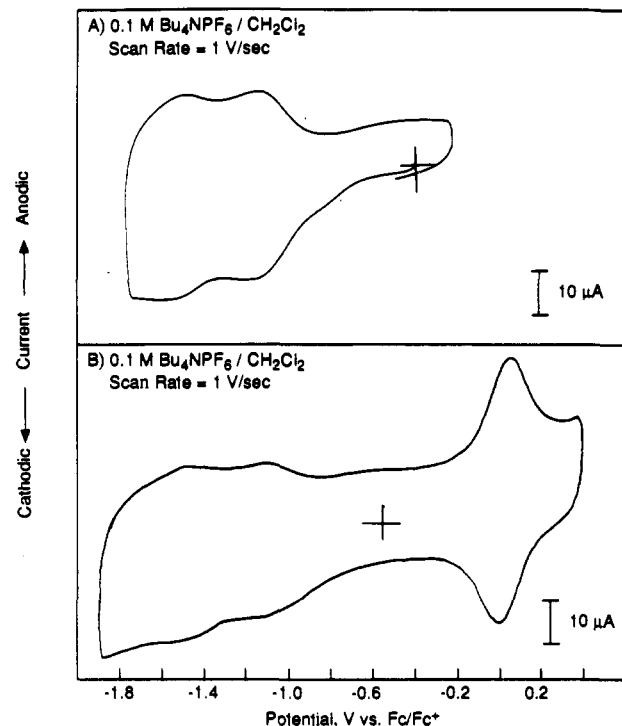 A) 0.1 M Bu₄NPF₆ / CH₂Cl₂
Scan Rate = 1 V/sec
10 µA
Cathodic ← Current → Anodic
B) 0.1 M Bu₄NPF₆ / CH₂Cl₂
Scan Rate = 1 V/sec
10 µA
-1.8 -1.4 -1.0 -0.6 -0.2 0.2
Potential, V vs. Fc/Fc⁺